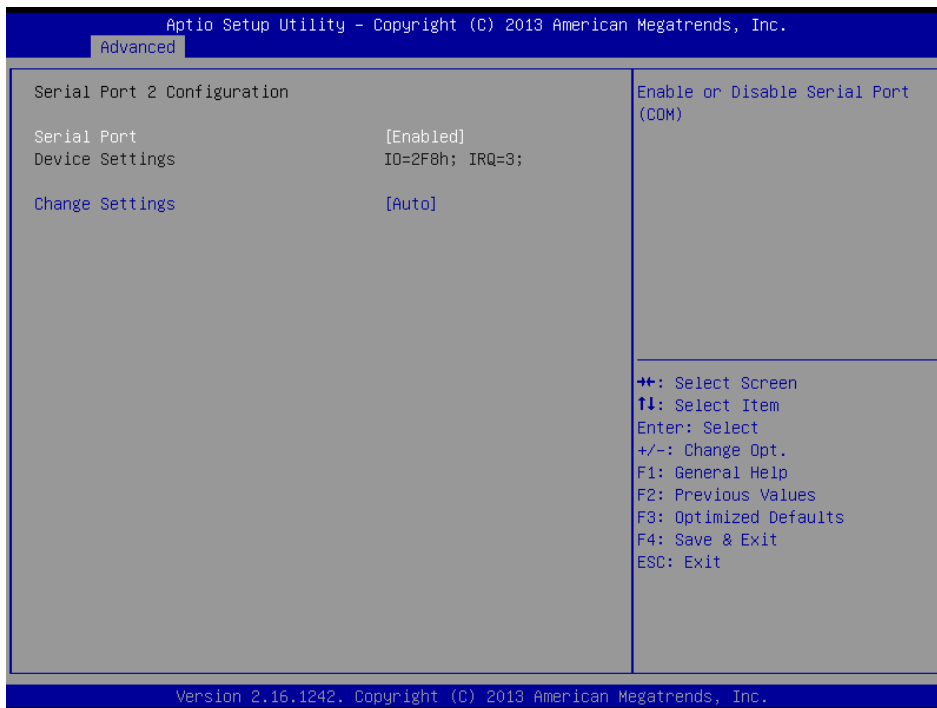 Aptio Setup Utility – Copyright (C) 2013 American Megatrends, Inc.
Advanced
Serial Port 2 Configuration
Serial Port [Enabled]
Device Settings IO=2F8h; IRQ=3;
Change Settings [Auto]
Enable or Disable Serial Port
(COM)
→←: Select Screen
↑↓: Select Item
Enter: Select
+/-: Change Opt.
F1: General Help
F2: Previous Values
F3: Optimized Defaults
F4: Save & Exit
ESC: Exit
Version 2.16.1242. Copyright (C) 2013 American Megatrends, Inc.